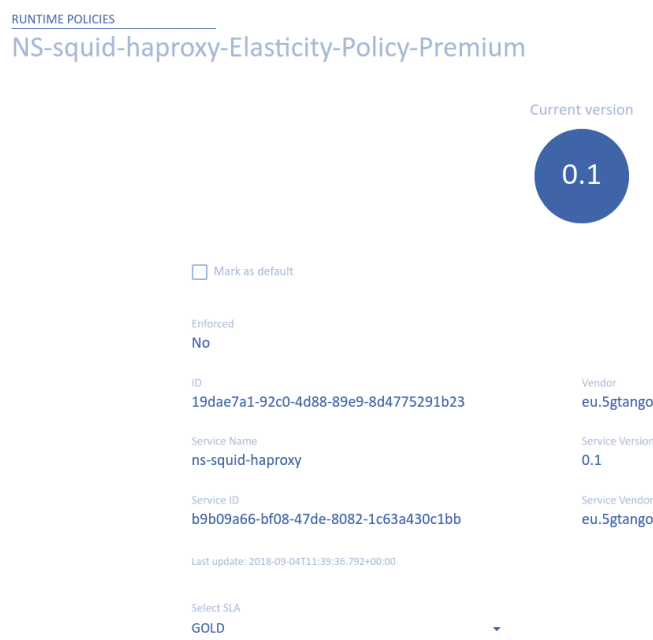 RUNTIME POLICIES
NS-squid-haproxy-Elasticity-Policy-Premium
Current version
0.1
Mark as default
Enforced
No
ID
19dae7a1-92c0-4d88-89e9-8d4775291b23
Vendor
eu.5gtango
Service Name
ns-squid-haproxy
Service Version
0.1
Service ID
b9b09a66-bf08-47de-8082-1c63a430c1bb
Service Vendor
eu.5gtango
Last update: 2018-09-04T11:39:36.792+00:00
Select SLA
GOLD